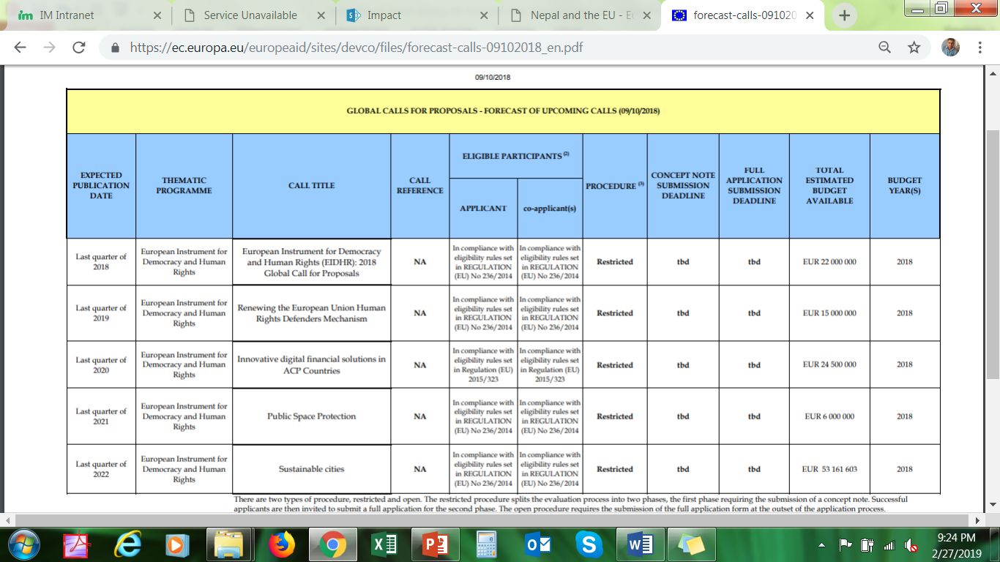 IM Intranet
Service Unavailable
Impact
Nepal and the EU - E
forecast-calls-091020
https://ec.europa.eu/europeaid/sites/devco/files/forecast-calls-09102018_en.pdf
09/10/2018
GLOBAL CALLS FOR PROPOSALS - FORECAST OF UPCOMING CALLS (09/10/2018)
EXPECTED
PUBLICATION
DATE
THEMATIC
PROGRAMME
CALL TITLE
CALL
REFERENCE
ELIGIBLE PARTICIPANTS (2)
APPLICANT
co-applicant(s)
PROCEDURE (3)
CONCEPT NOTE
SUBMISSION
DEADLINE
FULL
APPLICATION
SUBMISSION
DEADLINE
TOTAL
ESTIMATED
BUDGET
AVAILABLE
BUDGET
YEAR(S)
Last quarter of
2018
European Instrument for
Democracy and Human
Rights
European Instrument for Democracy
and Human Rights (EIDHR): 2018
Global Call for Proposals
NA
In compliance with
eligibility rules set
in REGULATION
(EU) No 236/2014
In compliance with
eligibility rules set
in REGULATION
(EU) No 236/2014
Restricted
tbd
tbd
EUR 22 000 000
2018
Last quarter of
2019
European Instrument for
Democracy and Human
Rights
Renewing the European Union Human
Rights Defenders Mechanism
NA
In compliance with
eligibility rules set
in REGULATION
(EU) No 236/2014
In compliance with
eligibility rules set
in REGULATION
(EU) No 236/2014
Restricted
tbd
tbd
EUR 15 000 000
2018
Last quarter of
2020
European Instrument for
Democracy and Human
Rights
Innovative digital financial solutions in
ACP Countries
NA
In compliance with
eligibility rules set
in Regulation (EU)
2015/323
In compliance with
eligibility rules set
in Regulation (EU)
2015/323
Restricted
tbd
tbd
EUR 24 500 000
2018
Last quarter of
2021
European Instrument for
Democracy and Human
Rights
Public Space Protection
NA
In compliance with
eligibility rules set
in REGULATION
(EU) No 236/2014
In compliance with
eligibility rules set
in REGULATION
(EU) No 236/2014
Restricted
tbd
tbd
EUR 6 000 000
2018
Last quarter of
2022
European Instrument for
Democracy and Human
Rights
Sustainable cities
NA
In compliance with
eligibility rules set
in REGULATION
(EU) No 236/2014
In compliance with
eligibility rules set
in REGULATION
(EU) No 236/2014
Restricted
tbd
tbd
EUR 53 161 603
2018
There are two types of procedure, restricted and open. The restricted procedure splits the evaluation process into two phases, the first phase requiring the submission of a concept note. Successful
applicants are then invited to submit a full application for the second phase. The open procedure requires the submission of the full application form at the outset of the application process.
9:24 PM
2/27/2019